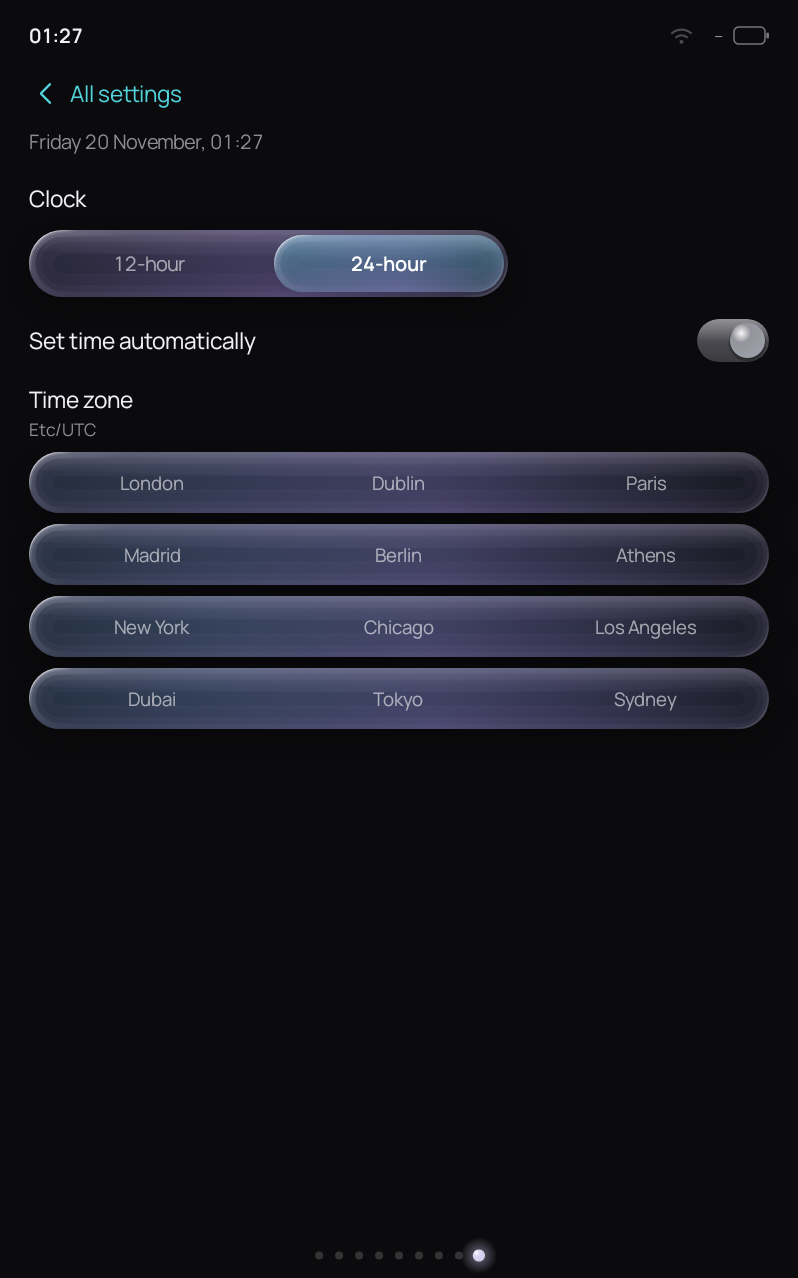 01:27
All settings
Friday 20 November, 01:27
Clock
12-hour 24-hour
Set time automatically
Time zone
Etc/UTC
London Dublin Paris
Madrid Berlin Athens
New York Chicago Los Angeles
Dubai Tokyo Sydney